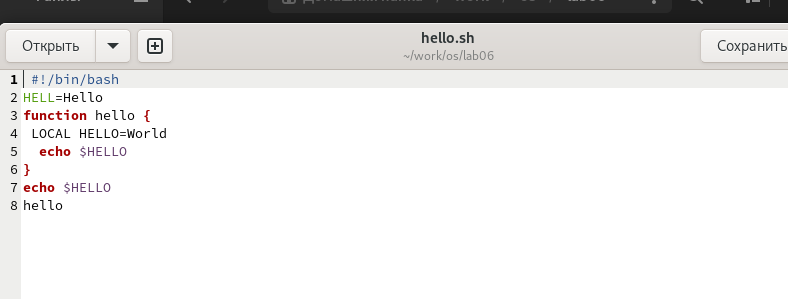 Открыть
hello.sh
~/work/os/lab06
Сохранить
1 #!/bin/bash
2 HELL=Hello
3 function hello {
4 LOCAL HELLO=World
5 echo $HELLO
6 }
7 echo $HELLO
8 hello